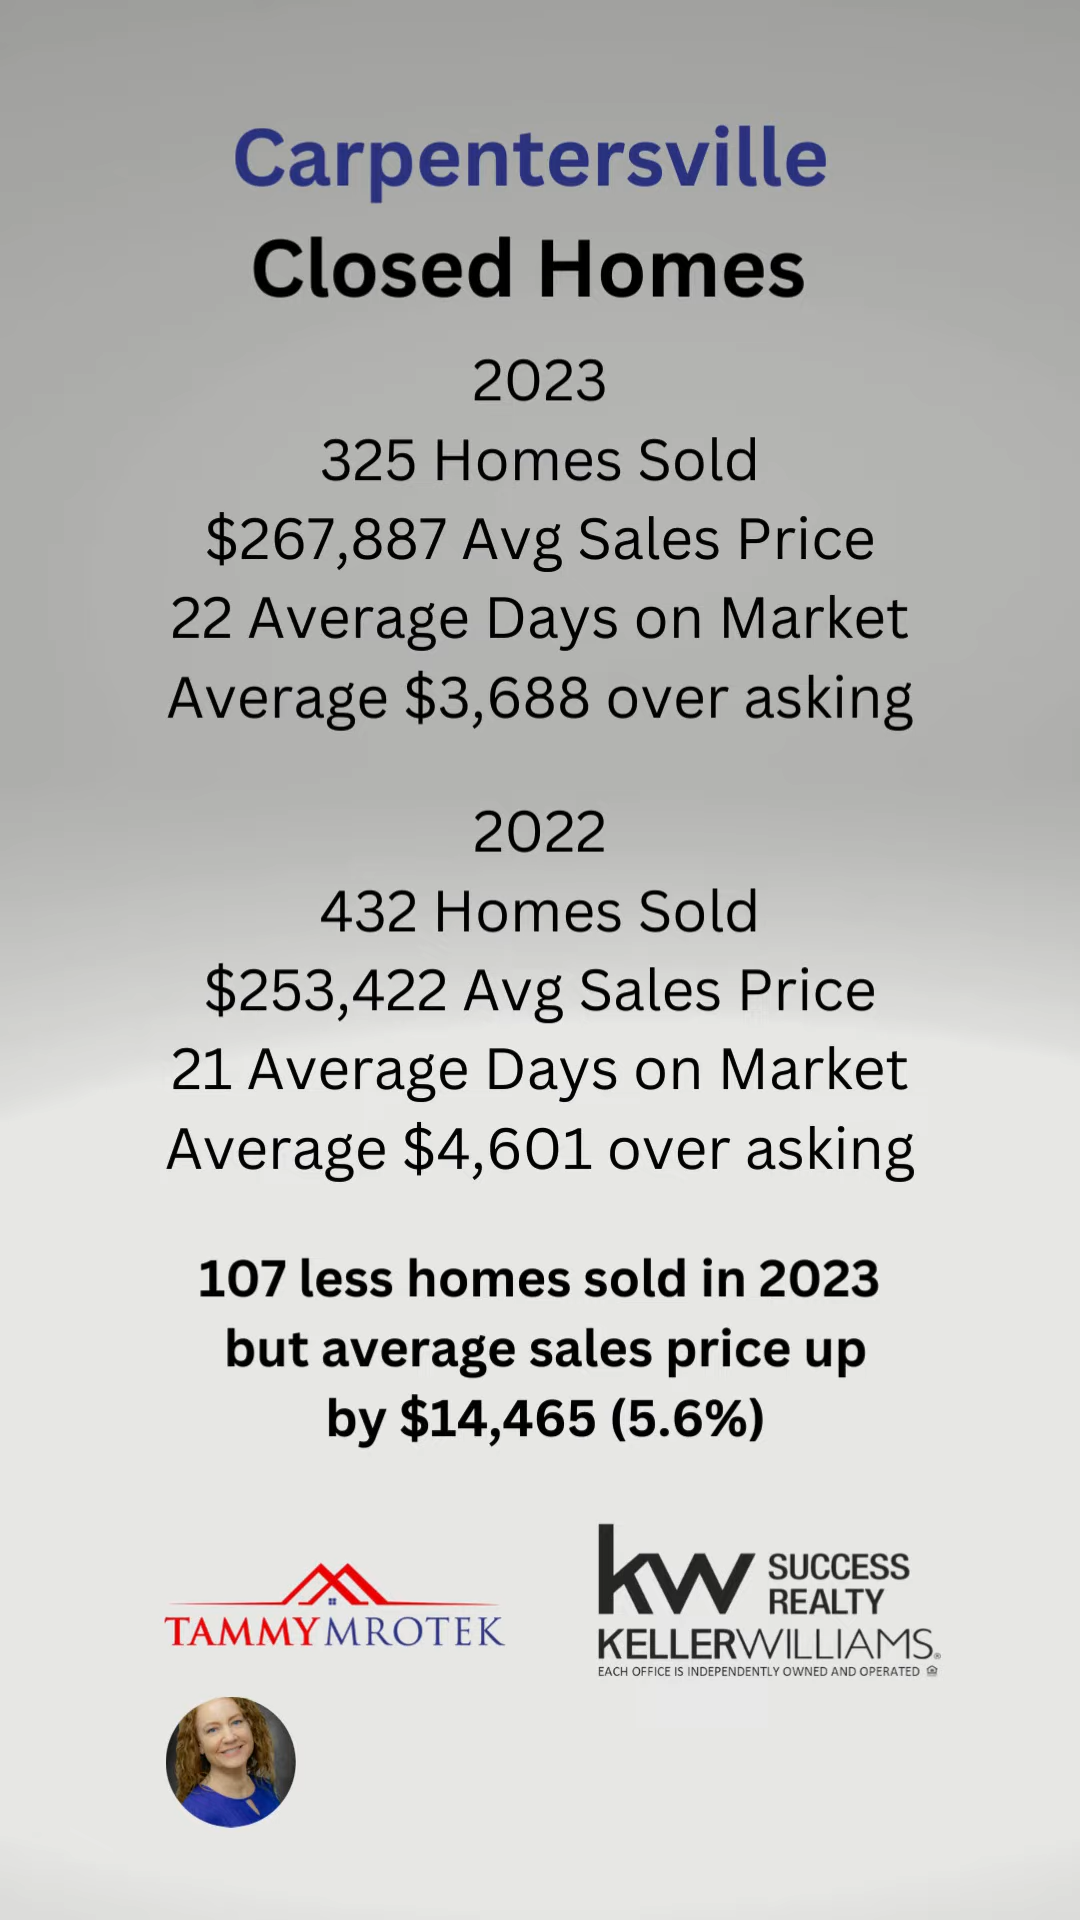 Carpentersville
Closed Homes
2023
325 Homes Sold
$267,887 Avg Sales Price
22 Average Days on Market
Average $3,688 over asking
2022
432 Homes Sold
$253,422 Avg Sales Price
21 Average Days on Market
Average $4,601 over asking
107 less homes sold in 2023
but average sales price up
by $14,465 (5.6%)
TAMMYMROTEK
kw SUCCESS
REALTY
KELLERWILLIAMS®
EACH OFFICE IS INDEPENDENTLY OWNED AND OPERATED